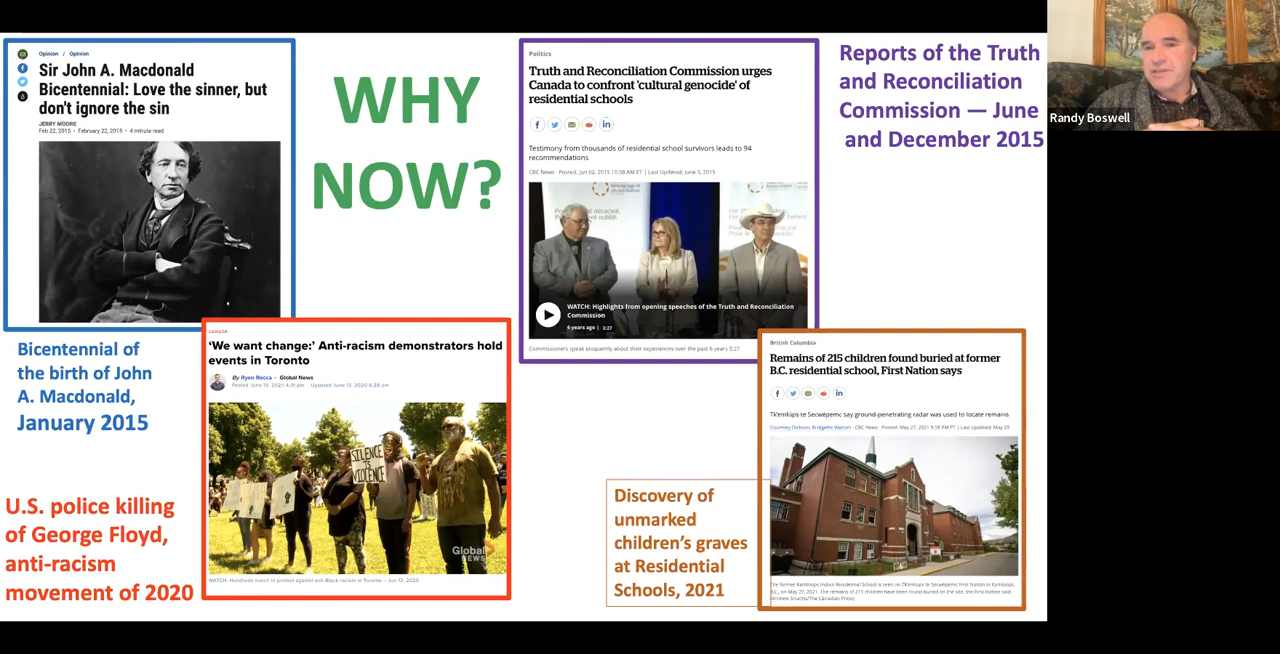 Opinion / Opinion
Sir John A. Macdonald
Bicentennial: Love the sinner, but
don't ignore the sin
JERRY MOORE
Feb 22, 2015 • February 22, 2015 • 4 minute read
Bicentennial of
the birth of John
A. Macdonald,
January 2015
WHY
NOW?
Politics
Truth and Reconciliation Commission urges
Canada to confront 'cultural genocide' of
residential schools
Testimony from thousands of residential school survivors leads to 94
recommendations
CBC News · Posted: Jun 02, 2015 10:58 AM ET | Last Updated: June 3, 2015
WATCH: Highlights from opening speeches of the Truth and Reconciliation
Commission
6 years ago | 3:27
Commissioners speak eloquently about their experiences over the past 6 years 3:27
Reports of the Truth
and Reconciliation
Commission — June
and December 2015
Randy Boswell
CANADA
'We want change:' Anti-racism demonstrators hold
events in Toronto
By Ryan Rocca · Global News
Posted June 13, 2020 4:31 pm · Updated June 13, 2020 6:28 pm
SILENCE
IS
VIOLENCE
Global
NEWS
WATCH: Hundreds march in protest against anti-Black racism in Toronto – Jun 13, 2020
U.S. police killing
of George Floyd,
anti-racism
movement of 2020
British Columbia
Remains of 215 children found buried at former
B.C. residential school, First Nation says
Tk'emlúps te Secwépemc say ground-penetrating radar was used to locate remains
Courtney Dickson, Bridgette Watson · CBC News · Posted: May 27, 2021 9:58 PM PT | Last Updated: May 29
The former Kamloops Indian Residential School is seen on Tk'emlúps te Secwépemc First Nation in Kamloops,
B.C., on May 27, 2021. The remains of 215 children have been found buried on the site, the First Nation said.
(Andrew Snucins/The Canadian Press)
Discovery of
unmarked
children's graves
at Residential
Schools, 2021